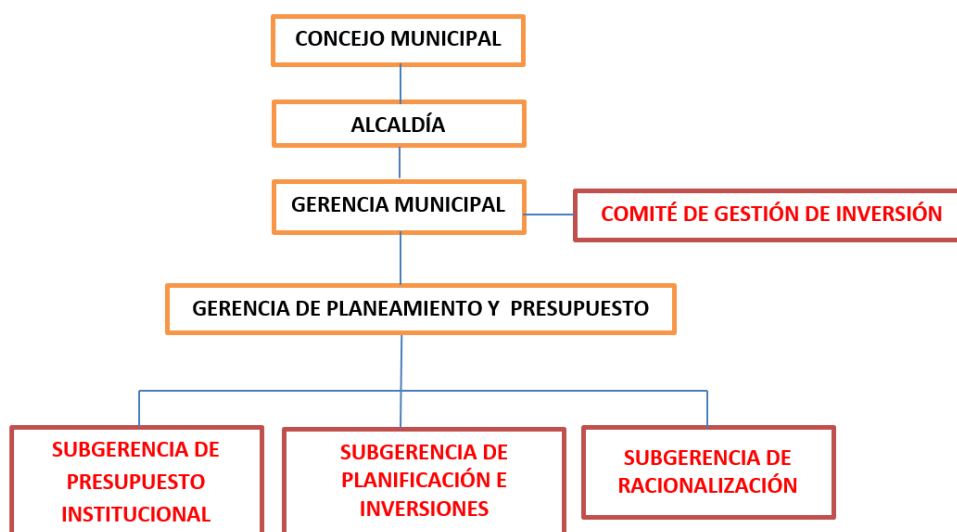 CONCEJO MUNICIPAL
ALCALDÍA
GERENCIA MUNICIPAL
COMITÉ DE GESTIÓN DE INVERSIÓN
GERENCIA DE PLANEAMIENTO Y PRESUPUESTO
SUBGERENCIA DE
PRESUPUESTO
INSTITUCIONAL
SUBGERENCIA DE
PLANIFICACIÓN E
INVERSIONES
SUBGERENCIA DE
RACIONALIZACIÓN